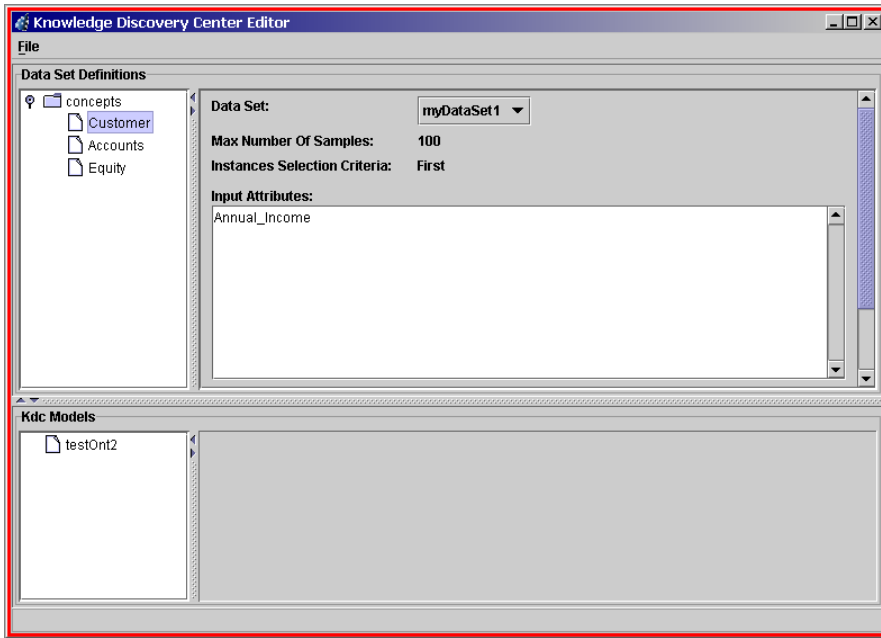 Knowledge Discovery Center Editor
File
Data Set Definitions
concepts
Customer
Accounts
Equity
Data Set:
myDataSet1
Max Number Of Samples:
100
Instances Selection Criteria:
First
Input Attributes:
Annual_Income
Kdc Models
testOnt2